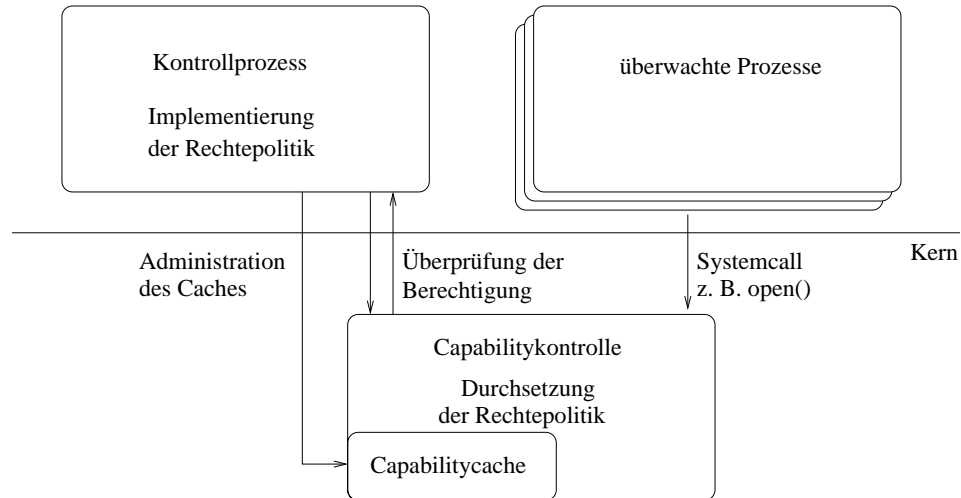 Kontrollprozess
Implementierung
der Rechtepolitik
überwachte Prozesse
Kern
Administration
des Caches
Überprüfung der
Berechtigung
Systemcall
z. B. open()
Capabilitykontrolle
Durchsetzung
der Rechtepolitik
Capabilitycache